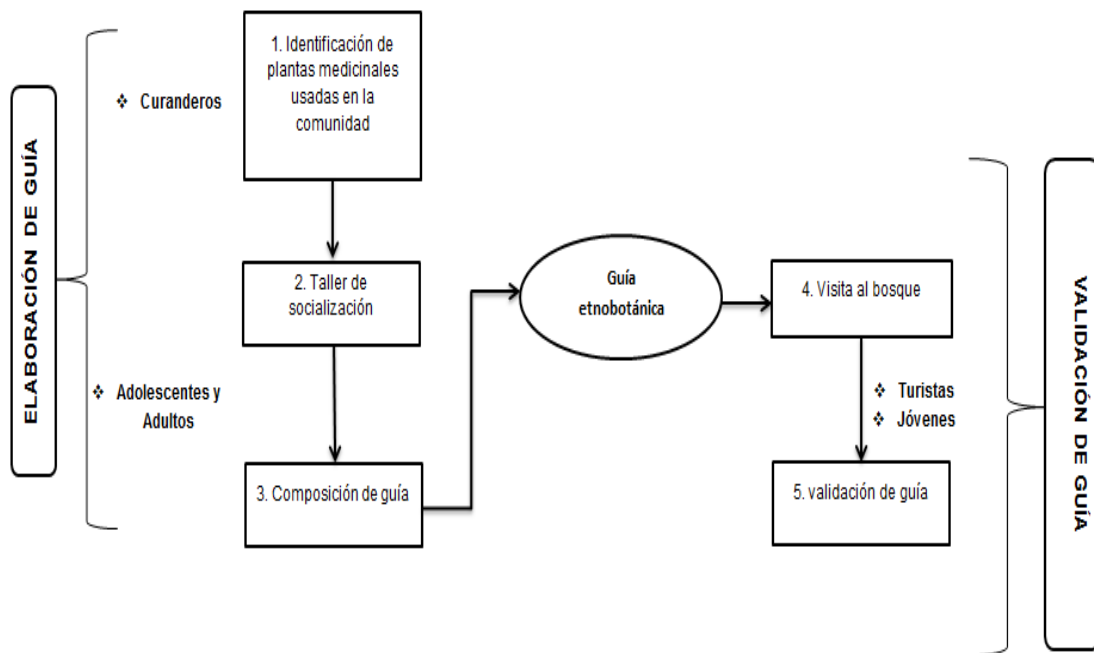 ELABORACIÓN DE GUÍA
❖ Curanderos
❖ Adolescentes y
Adultos
1. Identificación de
plantas medicinales
usadas en la
comunidad
2. Taller de
socialización
3. Composición de guía
Guía
etnobotánica
4. Visita al bosque
❖ Turistas
❖ Jóvenes
5. validación de guía
VALIDACIÓN DE GUÍA